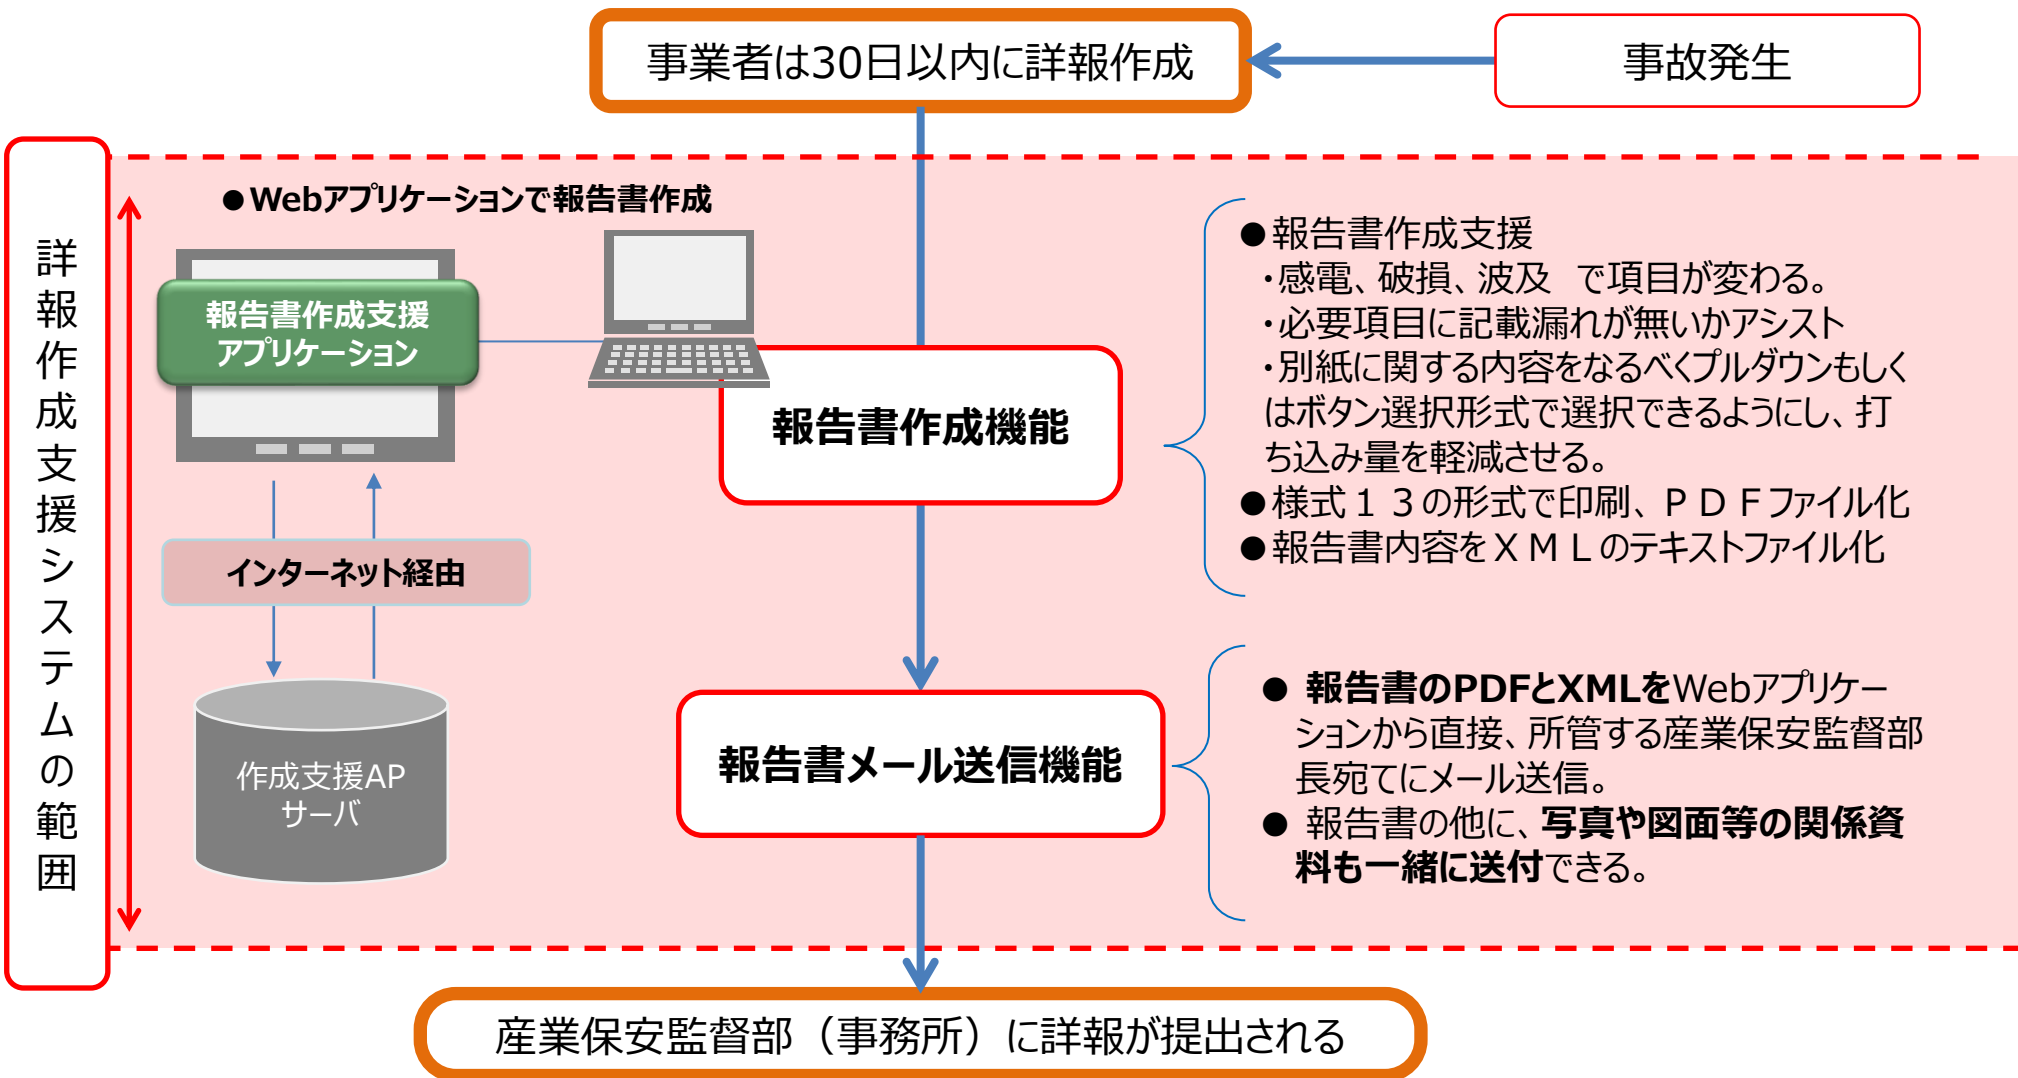 事業者は30日以内に詳報作成
事故発生
詳報作成支援システムの範囲
●Webアプリケーションで報告書作成
報告書作成支援
アプリケーション
インターネット経由
作成支援AP
サーバ
報告書作成機能
●報告書作成支援
・感電、破損、波及　で項目が変わる。
・必要項目に記載漏れが無いかアシスト
・別紙に関する内容をなるべくプルダウンもしく
はボタン選択形式で選択できるようにし、打
ち込み量を軽減させる。
●様式１３の形式で印刷、ＰＤＦファイル化
●報告書内容をＸＭＬのテキストファイル化
報告書メール送信機能
● 報告書のPDFとXMLをWebアプリケー
ションから直接、所管する産業保安監督部
長宛てにメール送信。
● 報告書の他に、写真や図面等の関係資
料も一緒に送付できる。
産業保安監督部（事務所）に詳報が提出される